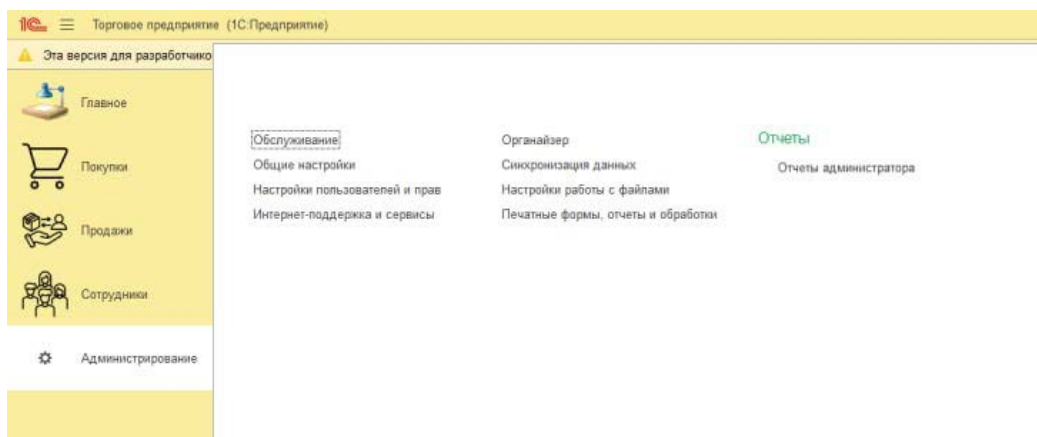 1С Торговое предприятие (1С:Предприятие)
Эта версия для разработчико
Главное
Покупки
Продажи
Сотрудники
Администрирование
Обслуживание
Общие настройки
Настройки пользователей и прав
Интернет-поддержка и сервисы
Органайзер
Синхронизация данных
Настройки работы с файлами
Печатные формы, отчеты и обработки
Отчеты
Отчеты администратора